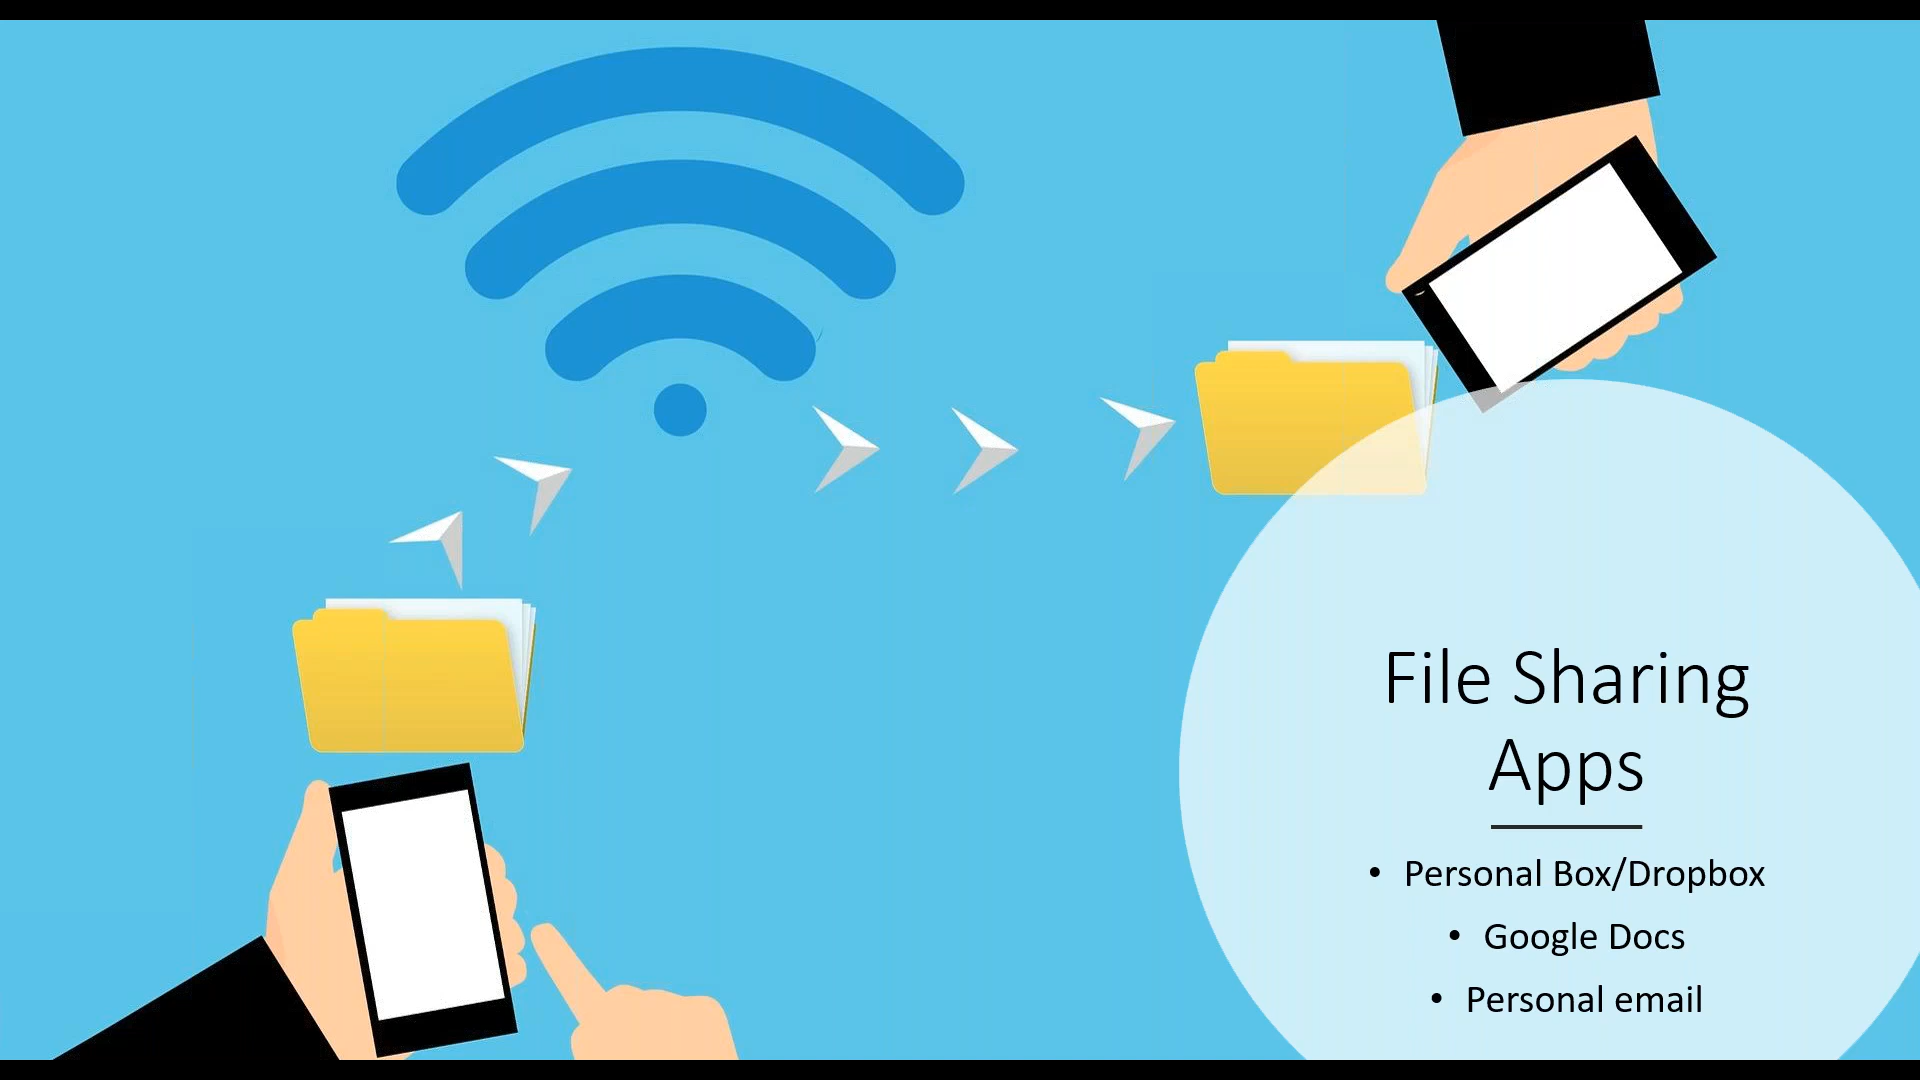 File Sharing
Apps
• Personal Box/Dropbox
• Google Docs
• Personal email